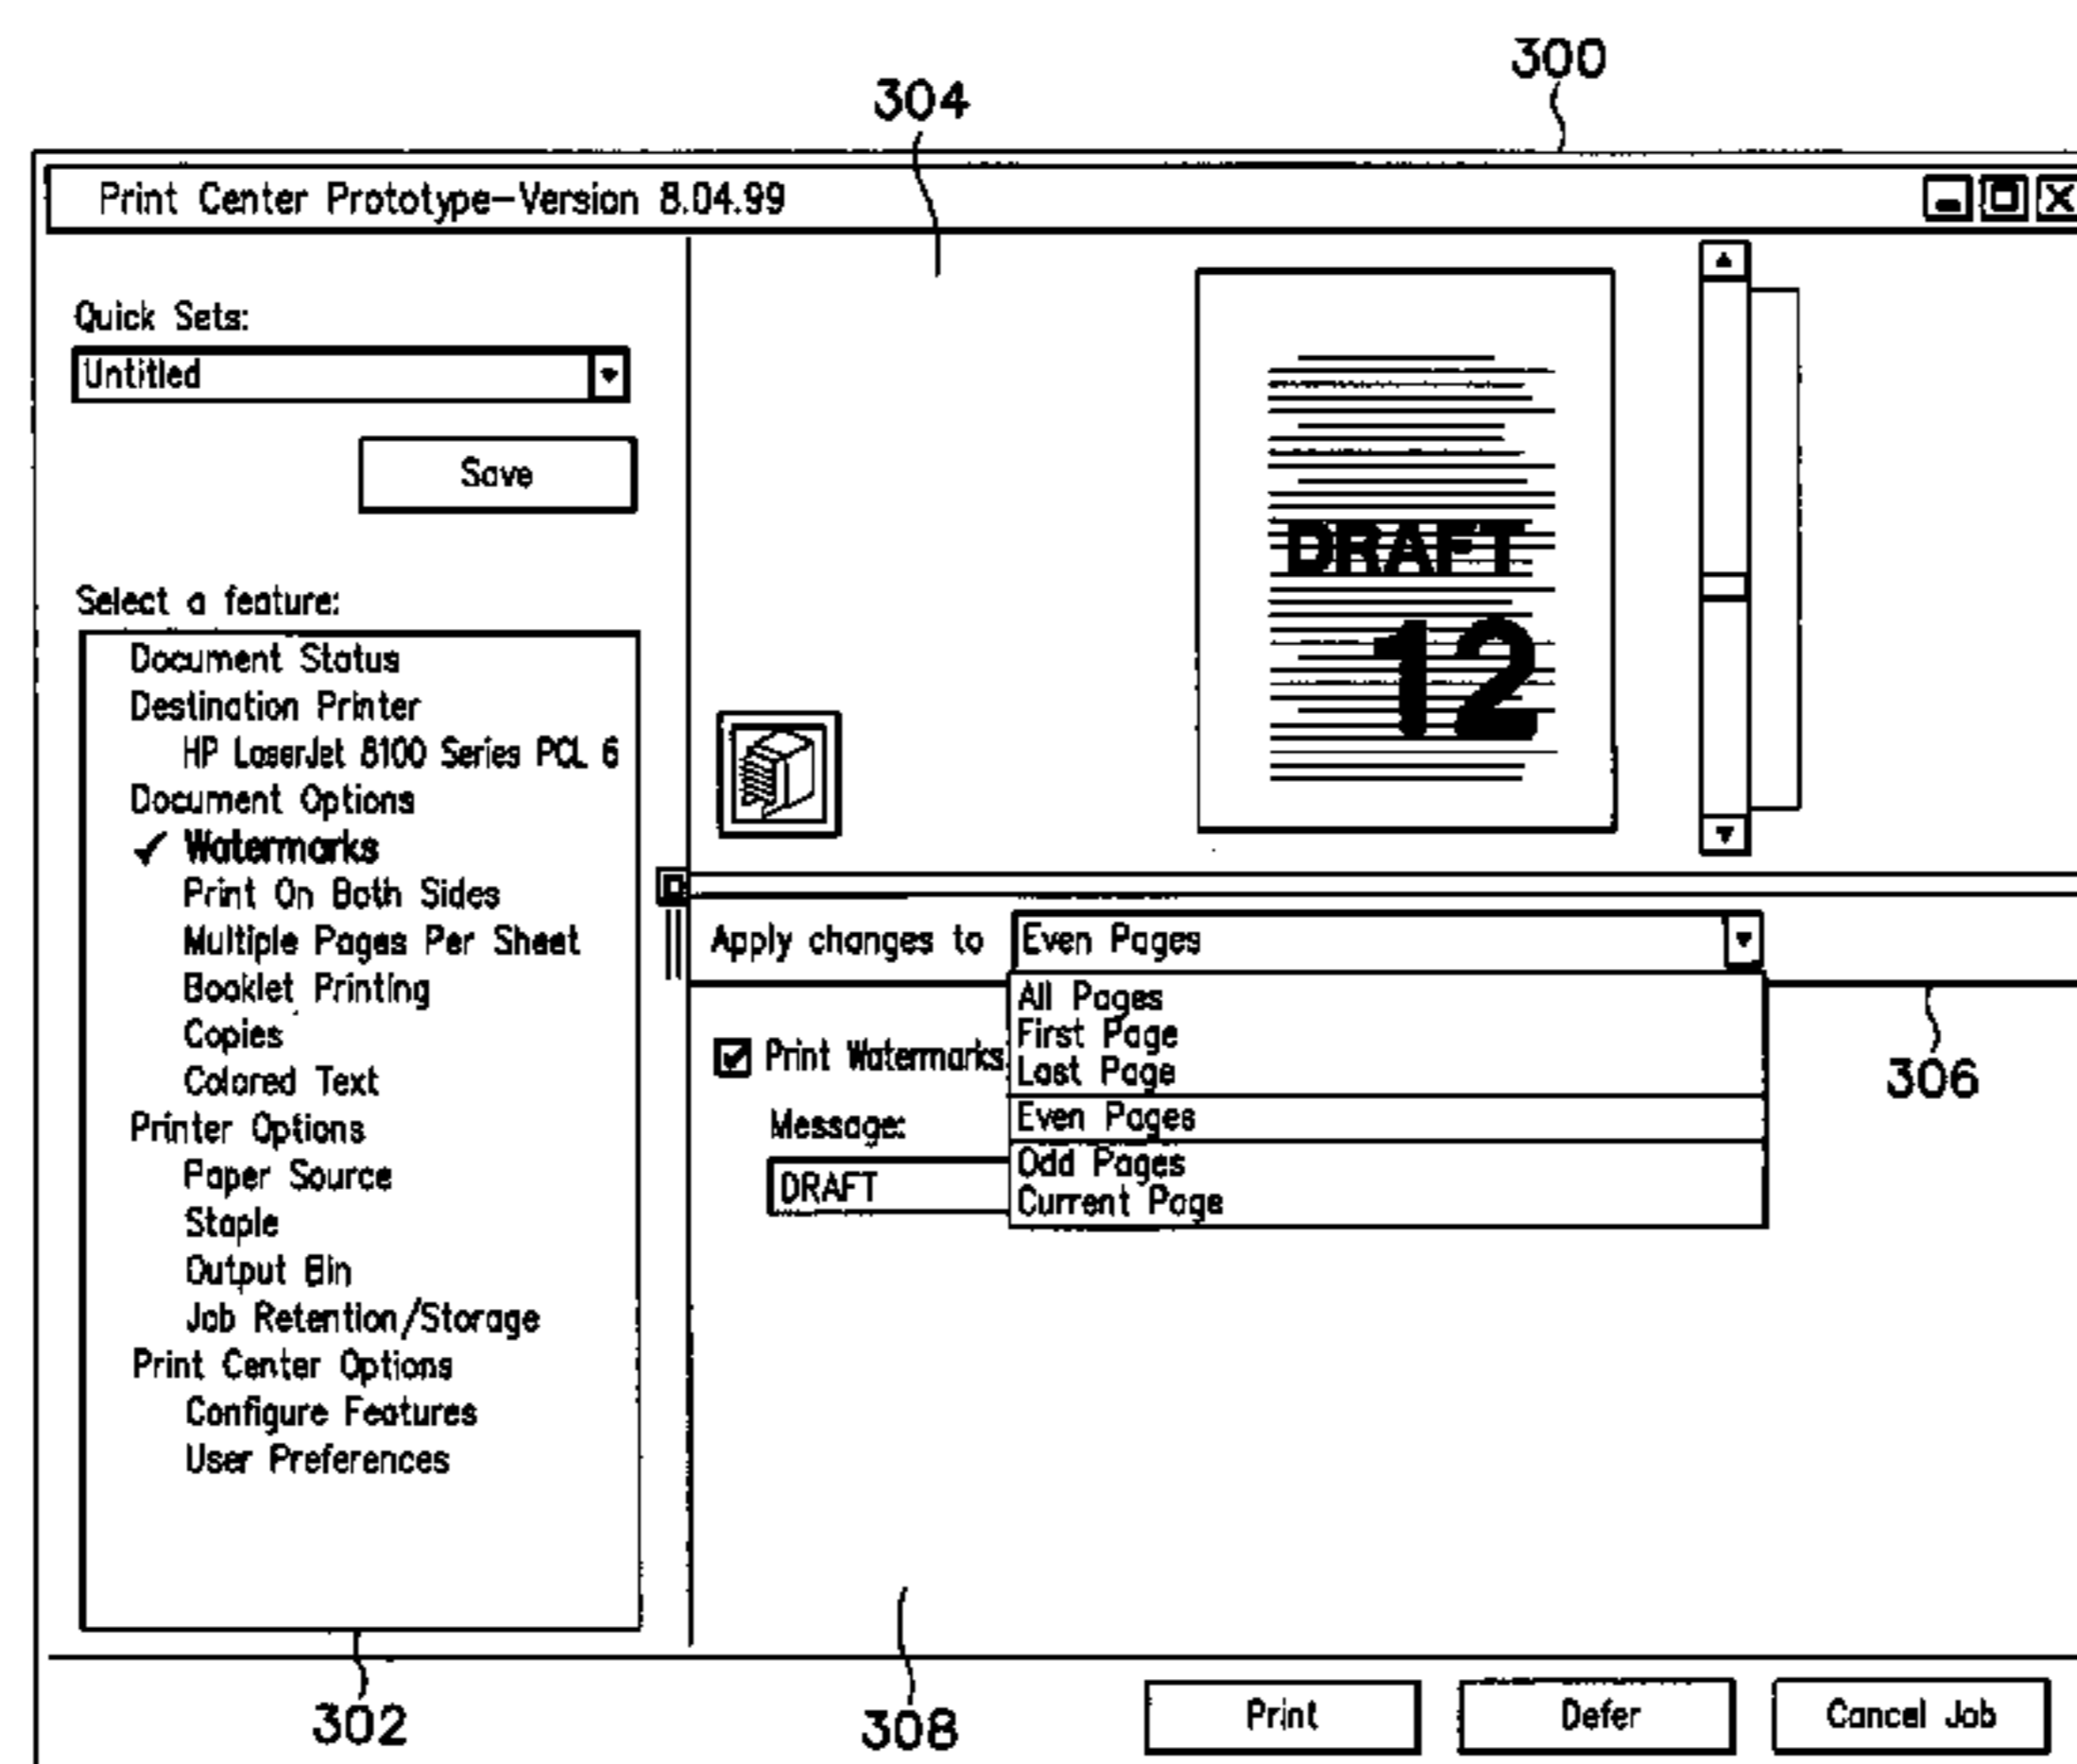 300
304
Print Center Prototype-Version 8.04.99
Quick Sets:
Untitled
Save
Select a feature:
Document Status
Destination Printer
HP LaserJet 8100 Series PCL 6
Document Options
✓ Watermarks
Print On Both Sides
Multiple Pages Per Sheet
Booklet Printing
Copies
Colored Text
Printer Options
Paper Source
Staple
Output Bin
Job Retention/Storage
Print Center Options
Configure Features
User Preferences
302
DRAFT
12
Apply changes to Even Pages
All Pages
First Page
Last Page
Even Pages
Odd Pages
Current Page
306
Print Watermarks
Message:
DRAFT
308
Print
Defer
Cancel Job